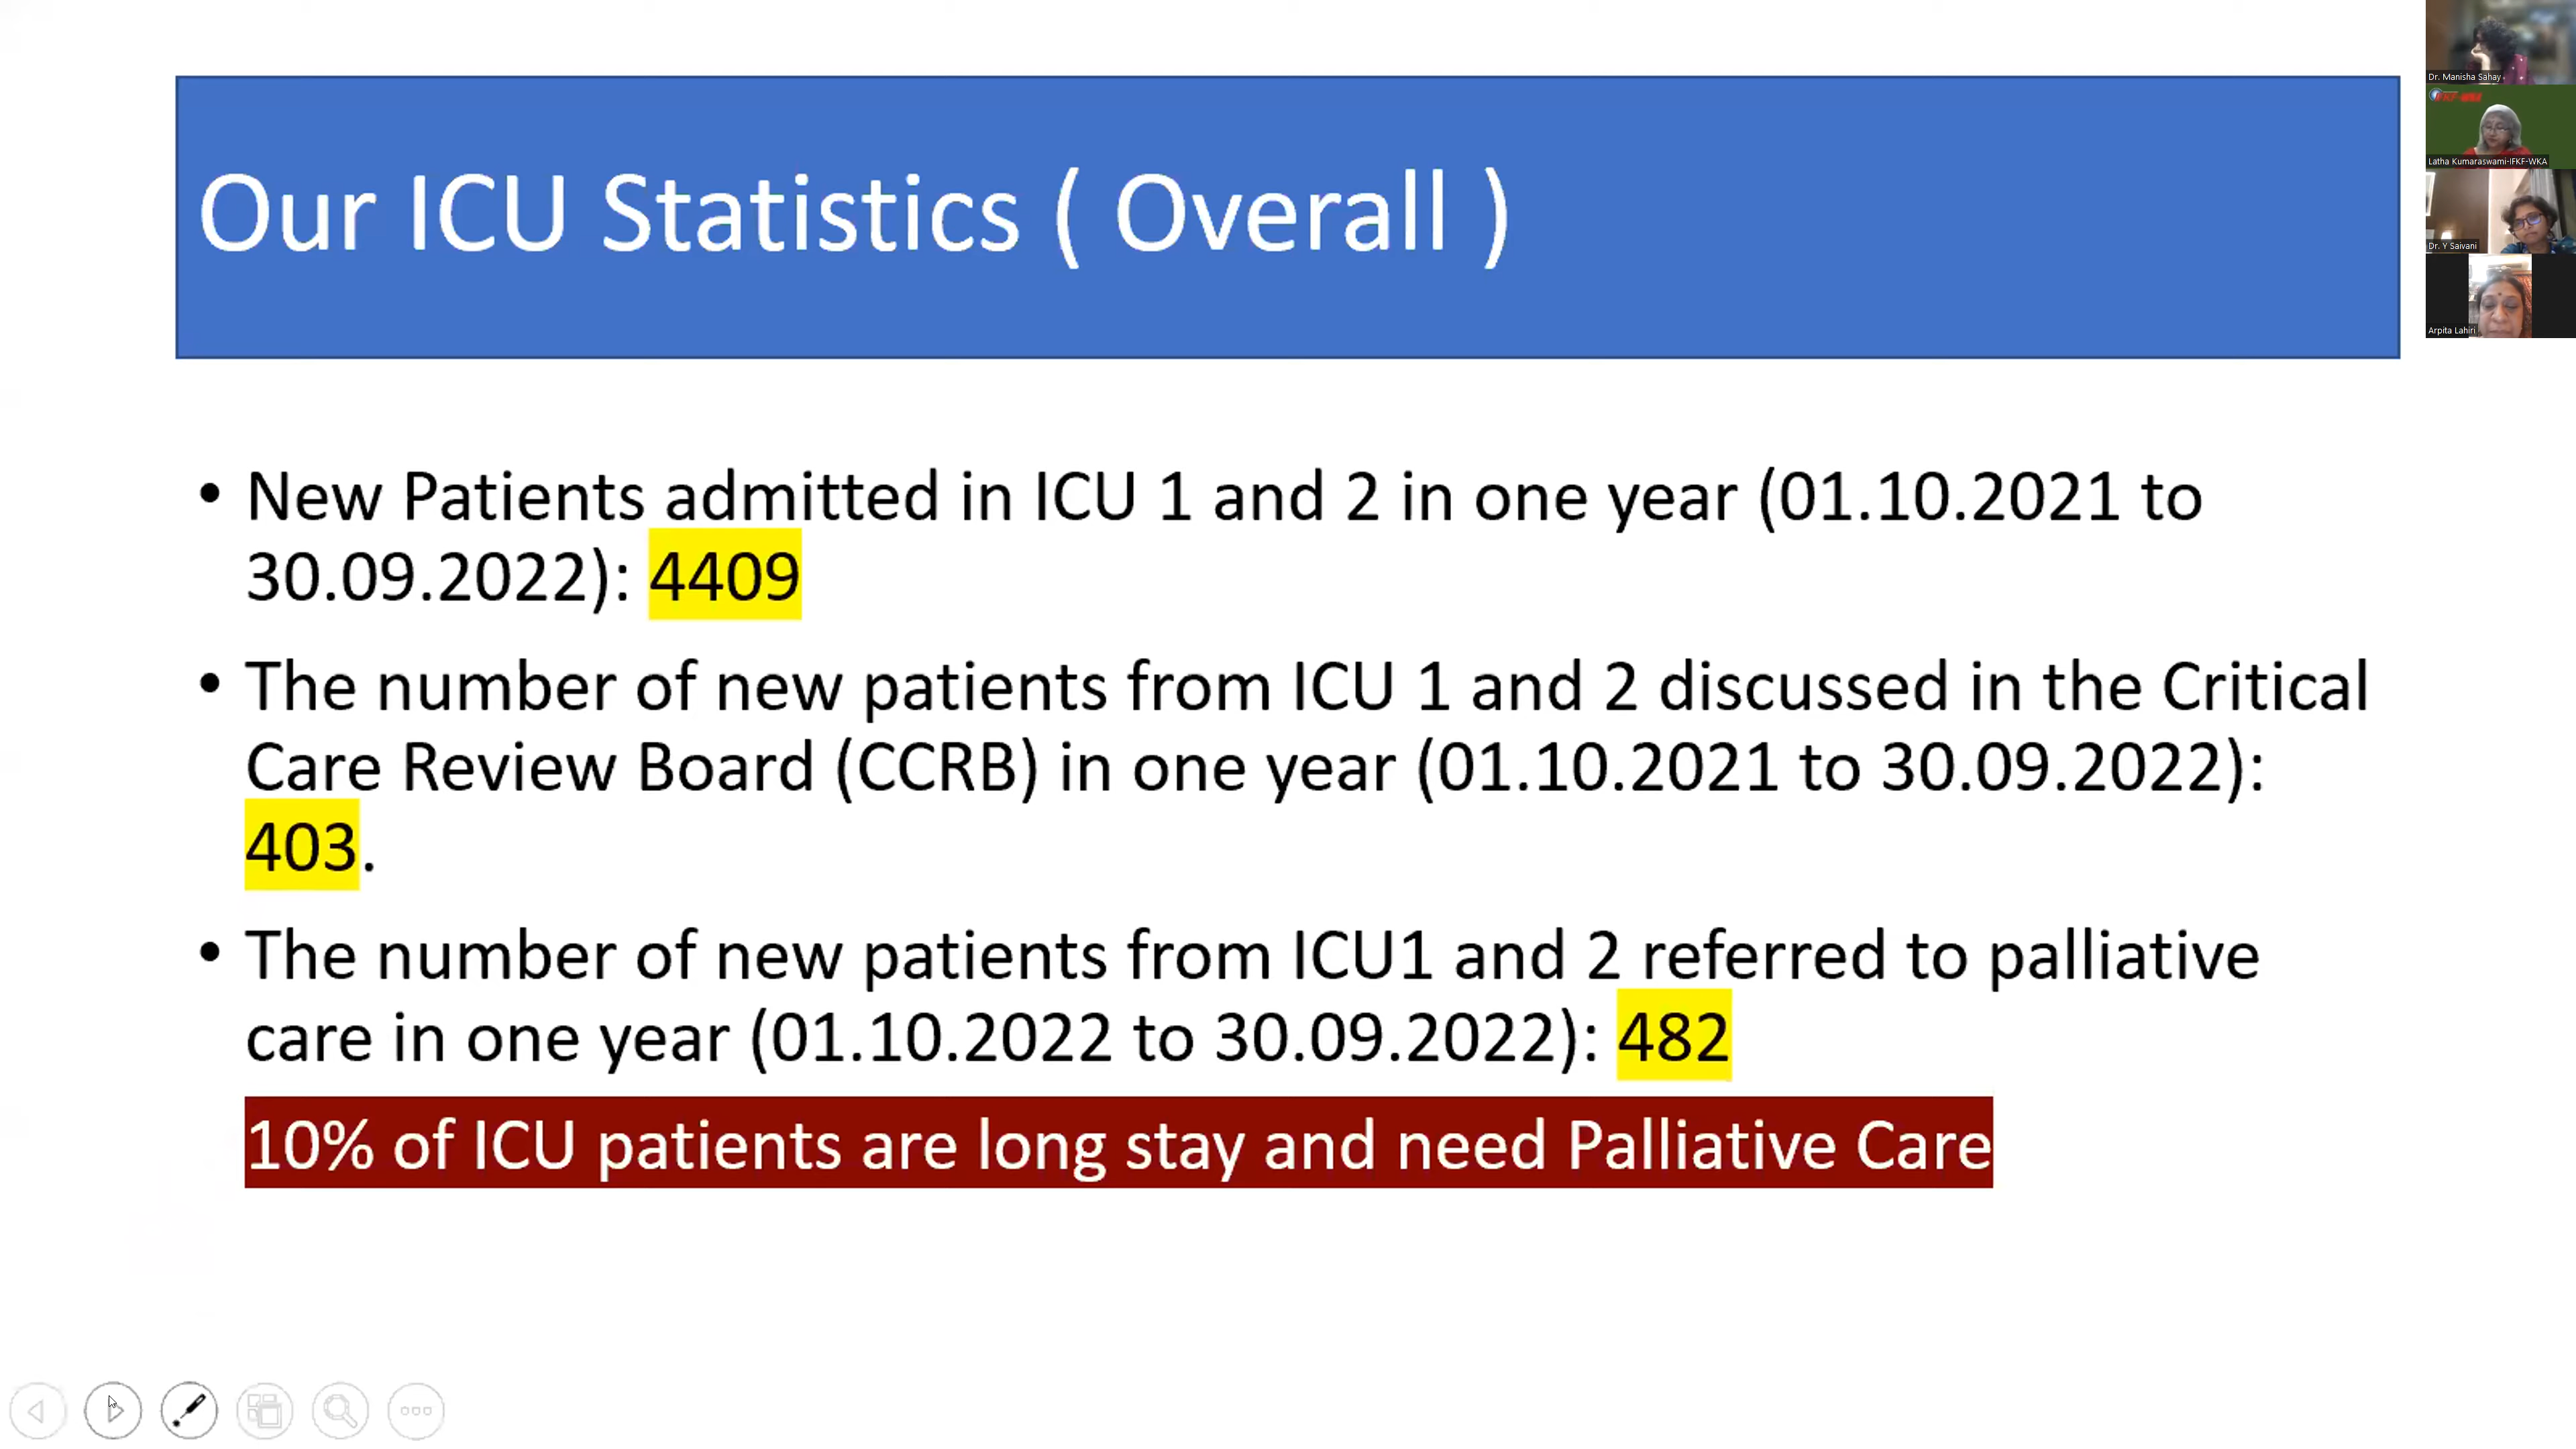 Our ICU Statistics ( Overall )
• New Patients admitted in ICU 1 and 2 in one year (01.10.2021 to
30.09.2022): 4409
• The number of new patients from ICU 1 and 2 discussed in the Critical
Care Review Board (CCRB) in one year (01.10.2021 to 30.09.2022):
403.
• The number of new patients from ICU1 and 2 referred to palliative
care in one year (01.10.2022 to 30.09.2022): 482
10% of ICU patients are long stay and need Palliative Care
Dr. Manisha Sahay
Latha Kumaraswami-IFKF-WKA
Dr. Y Saivani
Arpita Lahiri